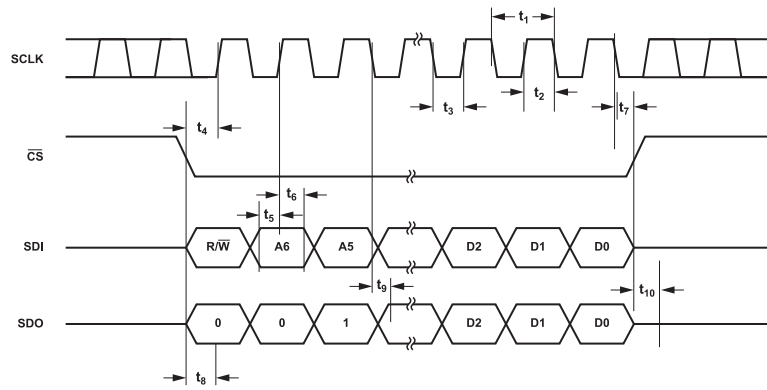 t1
SCLK
t3
t2
t7
t4
CS
t6
t5
SDI
R/W
A6
A5
D2
D1
D0
t9
t10
SDO
0
0
1
D2
D1
D0
t8